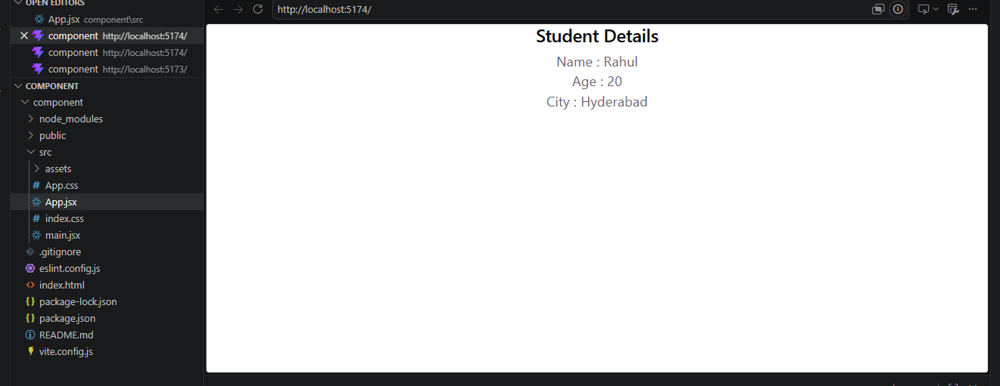 OPEN EDITORS
App.jsx component\src
component http://localhost:5174/
component http://localhost:5174/
component http://localhost:5173/
COMPONENT
component
node_modules
public
src
assets
# App.css
App.jsx
# index.css
main.jsx
.gitignore
eslint.config.js
<> index.html
{} package-lock.json
{} package.json
README.md
vite.config.js
http://localhost:5174/
Student Details
Name : Rahul
Age : 20
City : Hyderabad